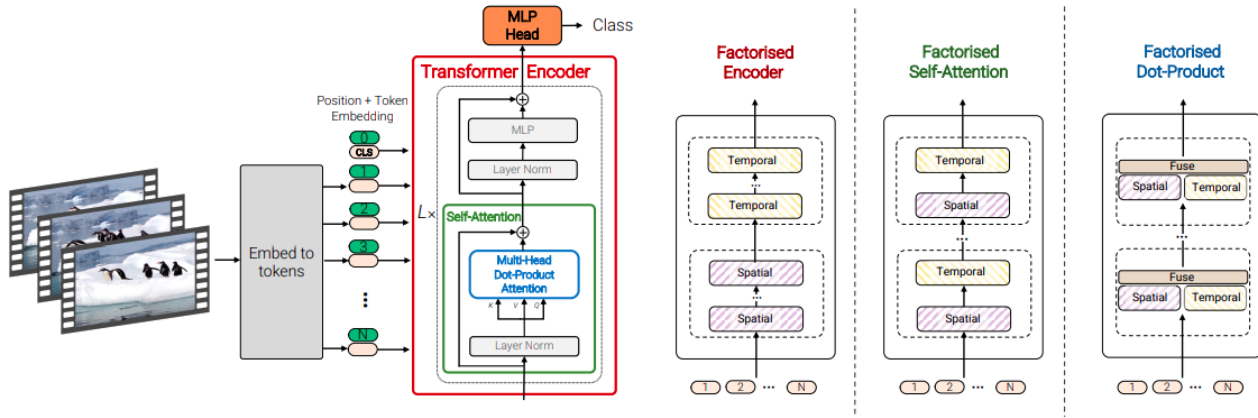 MLP
Head
Class
Transformer Encoder
Position + Token
Embedding
0
CLS
1
2
3
N
Embed to
tokens
L×
MLP
Layer Norm
Self-Attention
Multi-Head
Dot-Product
Attention
K V Q
Layer Norm
Factorised
Encoder
Temporal
...
Temporal
Spatial
...
Spatial
1 2 ... N
Factorised
Self-Attention
Temporal
Spatial
...
Temporal
Spatial
1 2 ... N
Factorised
Dot-Product
Fuse
Spatial Temporal
...
Fuse
Spatial Temporal
1 2 ... N